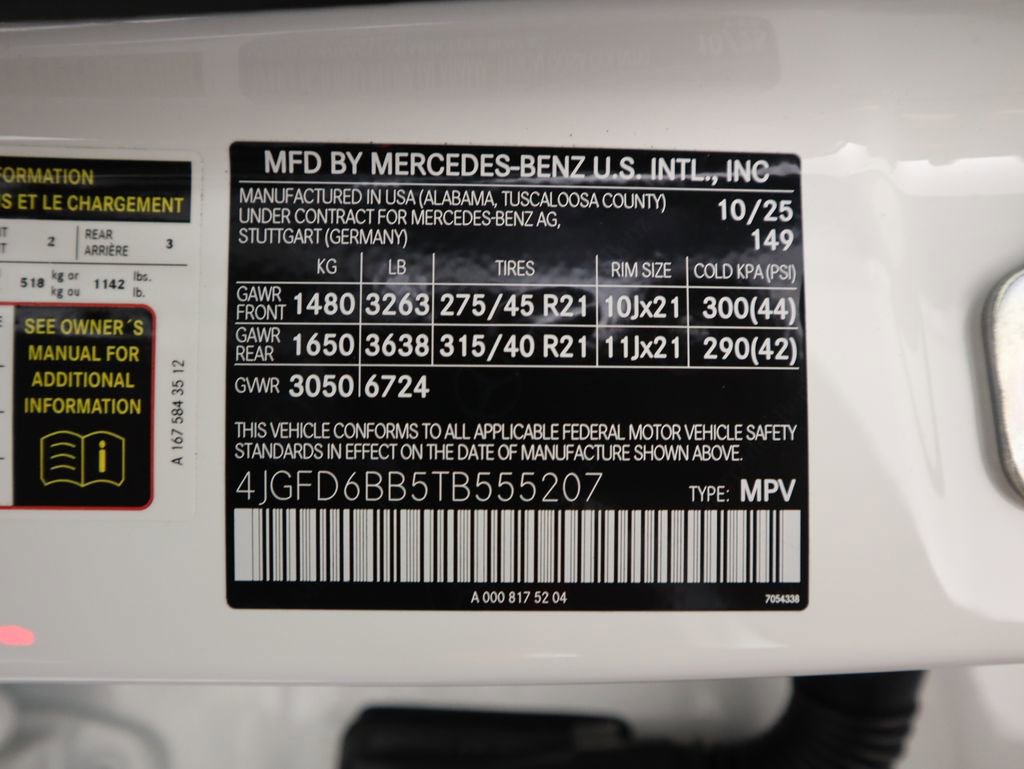 FORMATION
S ET LE CHARGEMENT
2 REAR ARRIÈRE 3
518 kg or kg ou 1142 lbs. lb.
SEE OWNER´S
MANUAL FOR
ADDITIONAL
INFORMATION
i
A 167 584 35 12
MFD BY MERCEDES-BENZ U.S. INTL., INC
MANUFACTURED IN USA (ALABAMA, TUSCALOOSA COUNTY)
UNDER CONTRACT FOR MERCEDES-BENZ AG,
STUTTGART (GERMANY)
10/25
149
KG LB TIRES RIM SIZE COLD KPA (PSI)
GAWR FRONT 1480 3263 275/45 R21 10Jx21 300(44)
GAWR REAR 1650 3638 315/40 R21 11Jx21 290(42)
GVWR 3050 6724
THIS VEHICLE CONFORMS TO ALL APPLICABLE FEDERAL MOTOR VEHICLE SAFETY
STANDARDS IN EFFECT ON THE DATE OF MANUFACTURE SHOWN ABOVE.
4JGFD6BB5TB555207 TYPE: MPV
A 000 817 52 04 7054338